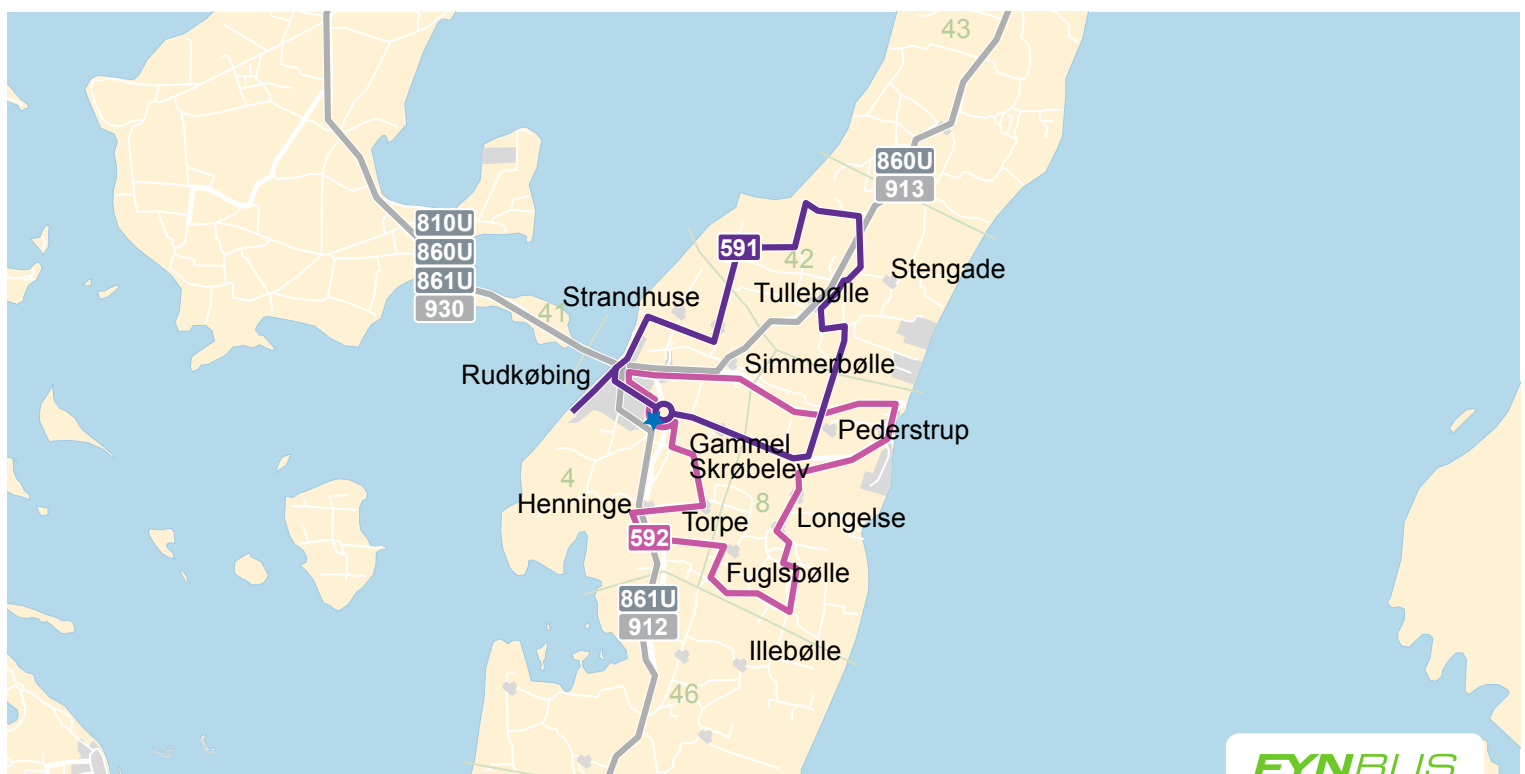 43
860U
913
810U
860U
861U
930
591
42
Stengade
Tullebølle
Strandhuse
41
Simmerbølle
Rudkøbing
Pederstrup
Gammel
Skrøbelev
4
Henninge
8
Torpe
Longelse
592
Fuglsbølle
861U
912
Illebølle
46
FYNBUS